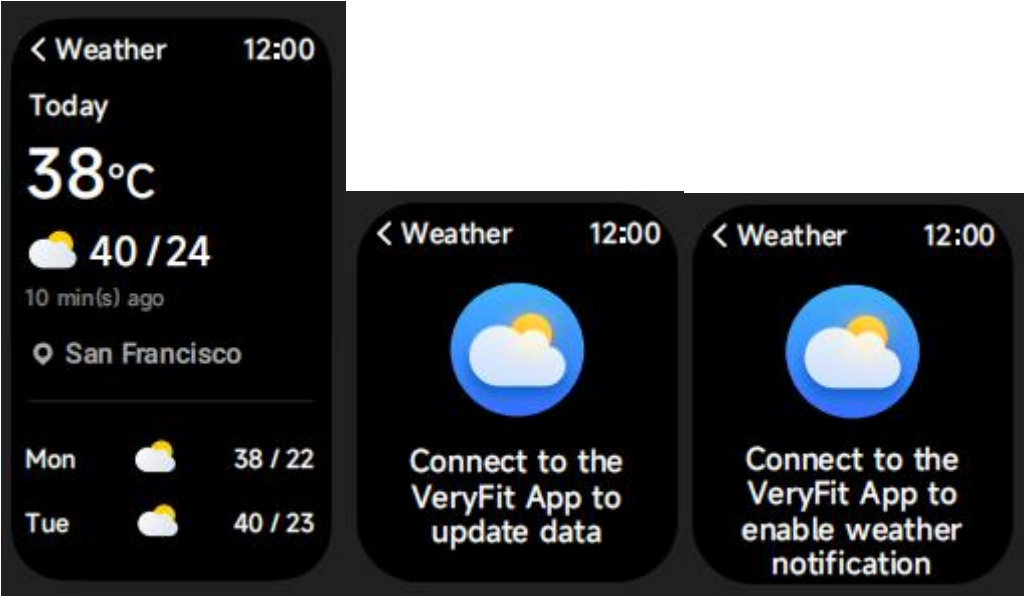 Weather 12:00
Today
38°C
40 / 24
10 min(s) ago
San Francisco
Mon 38 / 22
Tue 40 / 23
Weather 12:00
Connect to the
VeryFit App to
update data
Weather 12:00
Connect to the
VeryFit App to
enable weather
notification